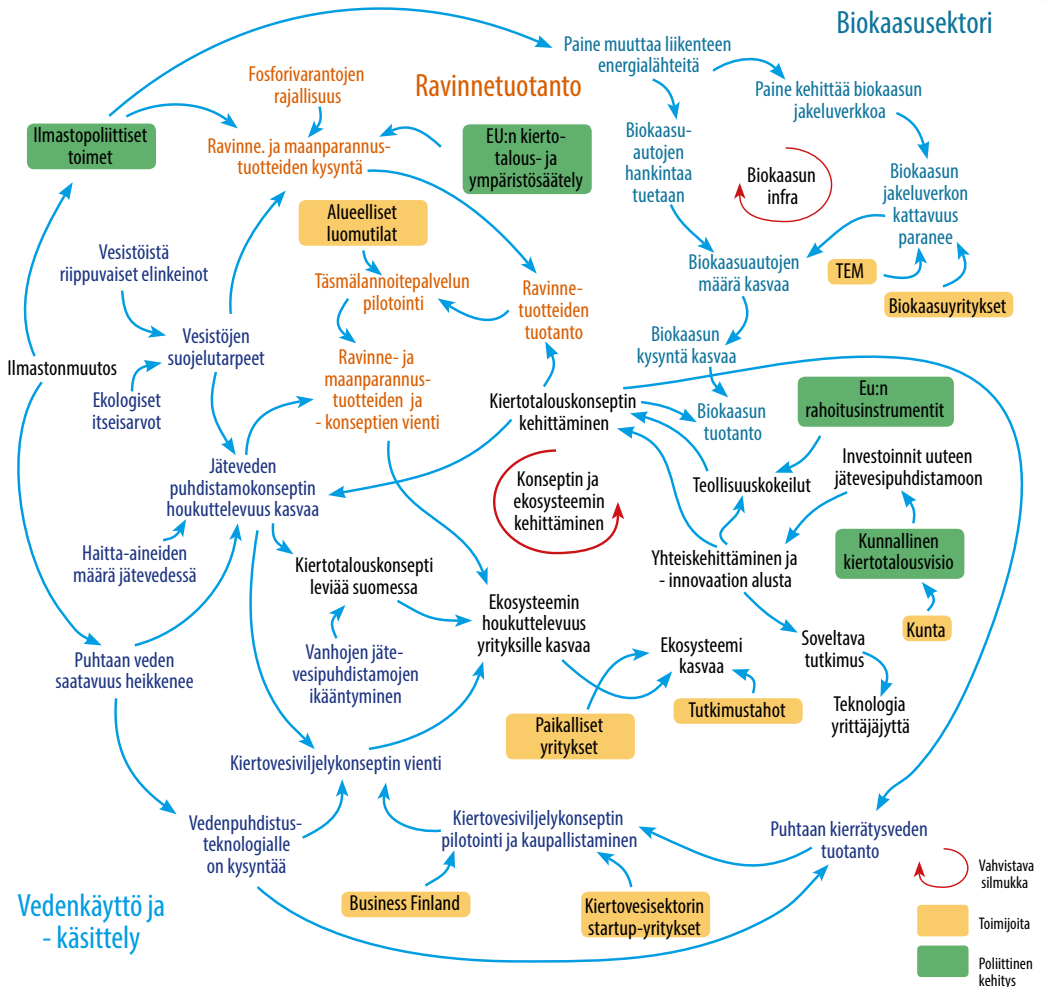 Biokaasusektori
Paine muuttaa liikenteen
energialähteitä
Fosforivarantojen
rajallisuus
Ravinnetuotanto
Paine kehittää biokaasun
jakeluverkkoa
Ilmastopoliittiset
toimet
Ravinne. ja maanparannus-
tuotteiden kysyntä
EU:n kierto-
talous- ja
ympäristösäätely
Biokaasu-
autojen
hankintaa
tuetaan
Biokaasun
infra
Biokaasun
jakeluverkon
kattavuus
paranee
Alueelliset
luomutilat
Vesistöistä
riippuvaiset elinkeinot
Täsmälannoitepalvelun
pilotointi
Ravinne-
tuotteiden
tuotanto
Biokaasuautojen
määrä kasvaa
TEM
Biokaasuyritykset
Vesistöjen
suojelutarpeet
Biokaasun
kysyntä kasvaa
Ilmastonmuutos
Ravinne- ja
maanparannus-
tuotteiden ja
- konseptien vienti
Ekologiset
itseisarvot
Kiertotalouskonseptin
kehittäminen
Biokaasun
tuotanto
Eu:n
rahoitusinstrumentit
Jäteveden
puhdistamokonseptin
houkuttelevuus kasvaa
Konseptin ja
ekosysteemin
kehittäminen
Teollisuuskokeilut
Investoinnit uuteen
jätevesipuhdistamoon
Haitta-aineiden
määrä jätevedessä
Kiertotalouskonsepti
leviää suomessa
Yhteiskehittäminen ja
- innovaation alusta
Kunnallinen
kiertotalousvisio
Ekosysteemin
houkuttelevuus
yrityksille kasvaa
Kunta
Puhtaan veden
saatavuus heikkenee
Vanhojen jäte-
vesipuhdistamojen
ikääntyminen
Ekosysteemi
kasvaa
Soveltava
tutkimus
Paikalliset
yritykset
Tutkimustahot
Teknologia
yrittäjäjyttä
Kiertovesiviljelykonseptin vienti
Vedenpuhdistus-
teknologialle
on kysyntää
Kiertovesiviljelykonseptin
pilotointi ja kaupallistaminen
Puhtaan kierrätysveden
tuotanto
Business Finland
Kiertovesisektorin
startup-yritykset
Vedenkäyttö ja
- käsittely
Vahvistava
silmukka
Toimijoita
Poliittinen
kehitys